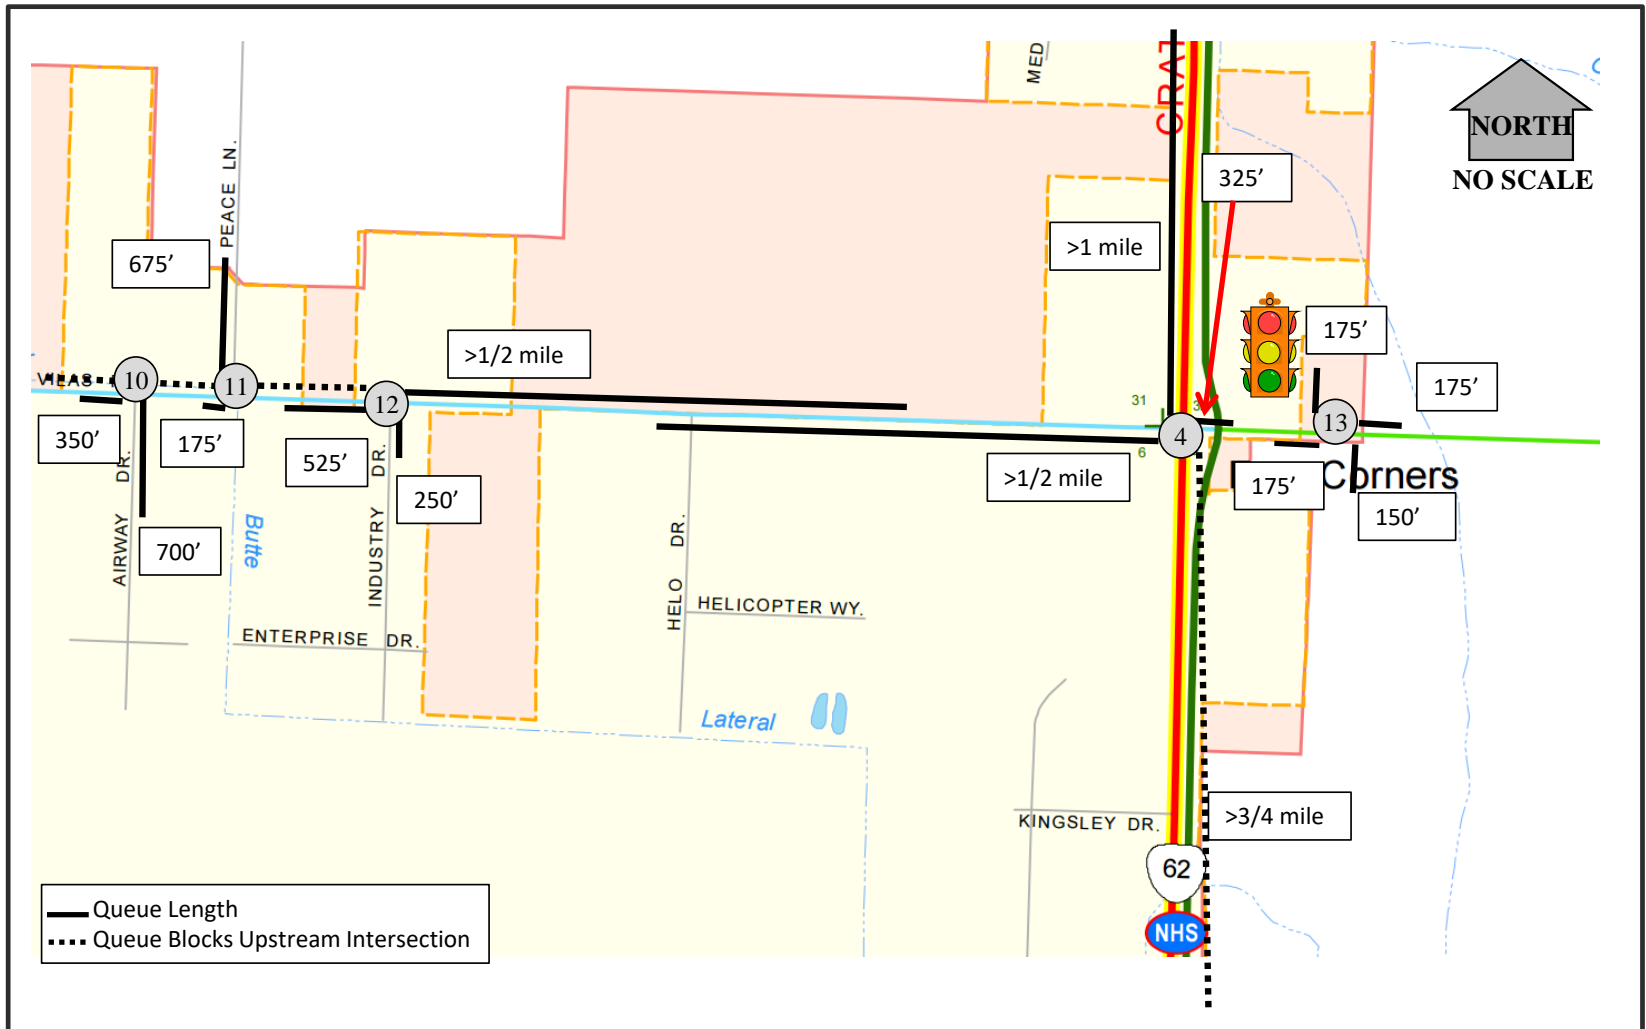 MED
CRAT
NORTH
NO SCALE
PEACE LN.
325’
>1 mile
675’
>1/2 mile
175’
175’
VILAS
10
11
12
31
3
4
13
6
350’
175’
525’
250’
>1/2 mile
175’
Corners
150’
700’
AIRWAY DR.
Butte
INDUSTRY DR.
HELO DR.
HELICOPTER WY.
ENTERPRISE DR.
Lateral
KINGSLEY DR.
>3/4 mile
62
NHS
Queue Length
Queue Blocks Upstream Intersection